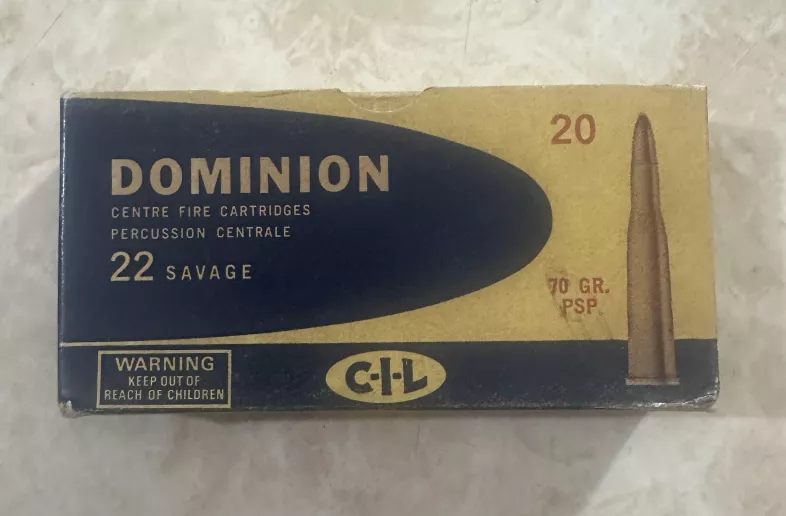 DOMINION
CENTRE FIRE CARTRIDGES
PERCUSSION CENTRALE
22 SAVAGE
20
70 GR.
PSP
WARNING
KEEP OUT OF
REACH OF CHILDREN
C-I-L